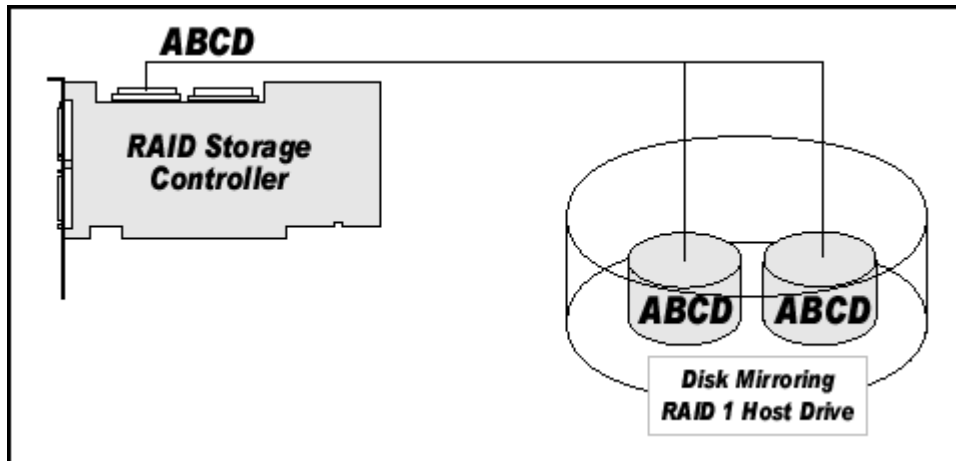 ABCD
RAID Storage
Controller
ABCD ABCD
Disk Mirroring
RAID 1 Host Drive